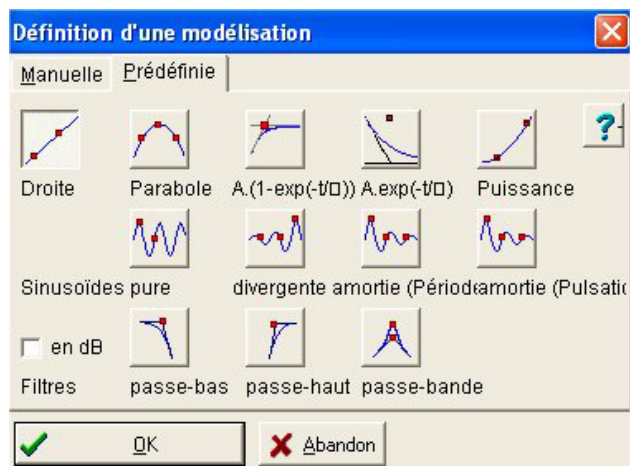 Définition d'une modélisation
Manuelle Prédéfinie
?
Droite Parabole A.(1-exp(-t/□)) A.exp(-t/□) Puissance
Sinusoïdes pure divergente amortie (Périod amortie (Pulsatio
en dB
Filtres passe-bas passe-haut passe-bande
OK Abandon